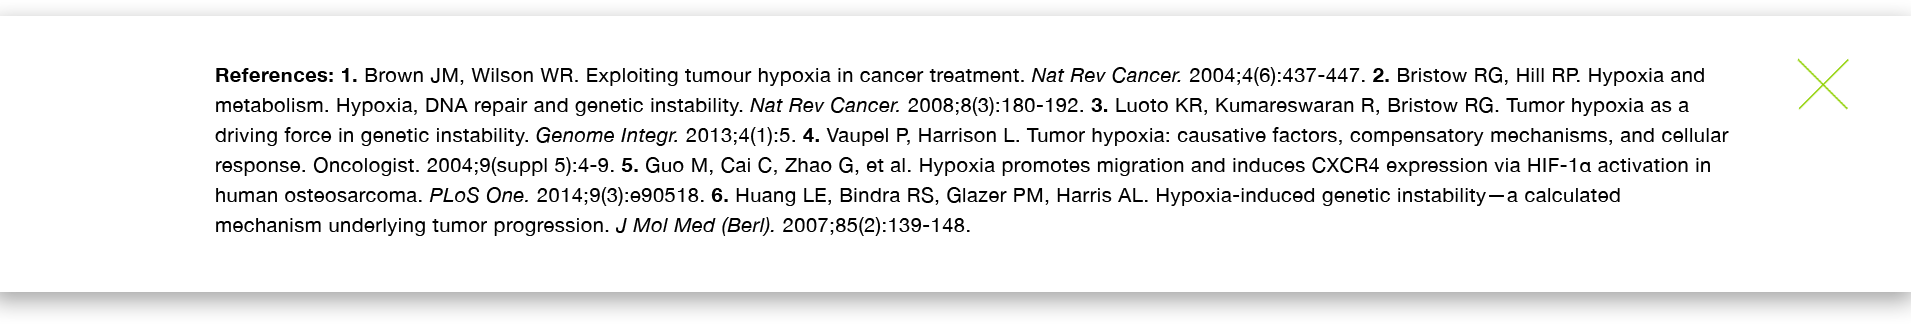 References: 1. Brown JM, Wilson WR. Exploiting tumour hypoxia in cancer treatment. Nat Rev Cancer. 2004;4(6):437-447. 2. Bristow RG, Hill RP. Hypoxia and
metabolism. Hypoxia, DNA repair and genetic instability. Nat Rev Cancer. 2008;8(3):180-192. 3. Luoto KR, Kumareswaran R, Bristow RG. Tumor hypoxia as a
driving force in genetic instability. Genome Integr. 2013;4(1):5. 4. Vaupel P, Harrison L. Tumor hypoxia: causative factors, compensatory mechanisms, and cellular
response. Oncologist. 2004;9(suppl 5):4-9. 5. Guo M, Cai C, Zhao G, et al. Hypoxia promotes migration and induces CXCR4 expression via HIF-1α activation in
human osteosarcoma. PLoS One. 2014;9(3):e90518. 6. Huang LE, Bindra RS, Glazer PM, Harris AL. Hypoxia-induced genetic instability—a calculated
mechanism underlying tumor progression. J Mol Med (Berl). 2007;85(2):139-148.